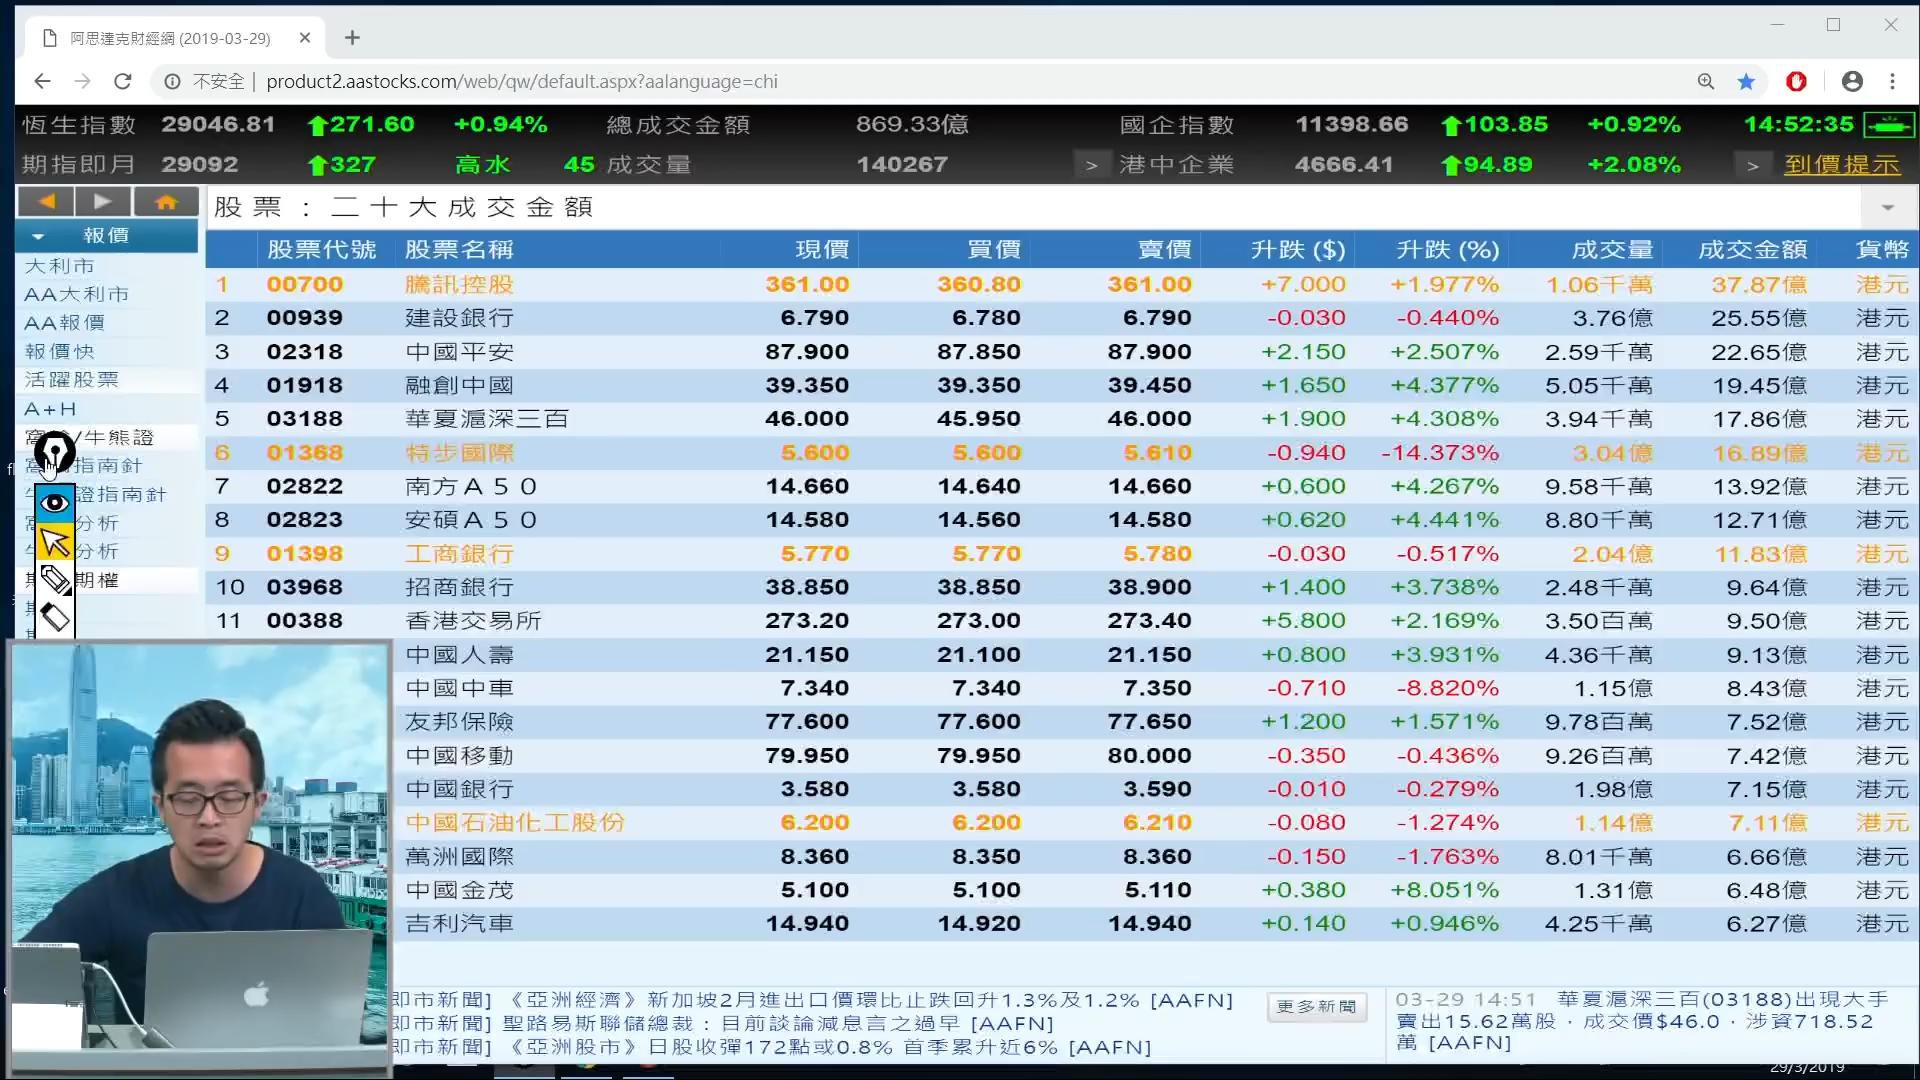 阿思達克財經網 (2019-03-29)
不安全 | product2.aastocks.com/web/qw/default.aspx?aalanguage=chi
恆生指數 29046.81 271.60 +0.94% 總成交金額 869.33億 國企指數 11398.66 103.85 +0.92% 14:52:35
期指即月 29092 327 高水 45 成交量 140267 > 港中企業 4666.41 94.89 +2.08% > 到價提示
股票：二十大成交金額
報價
大利市
AA大利市
AA報價
報價快
活躍股票
A+H
/牛熊證
指南針
證指南針
分析
分析
期權
股票代號 股票名稱 現價 買價 賣價 升跌 ($) 升跌 (%) 成交量 成交金額 貨幣
1 00700 騰訊控股 361.00 360.80 361.00 +7.000 +1.977% 1.06千萬 37.87億 港元
2 00939 建設銀行 6.790 6.780 6.790 -0.030 -0.440% 3.76億 25.55億 港元
3 02318 中國平安 87.900 87.850 87.900 +2.150 +2.507% 2.59千萬 22.65億 港元
4 01918 融創中國 39.350 39.350 39.450 +1.650 +4.377% 5.05千萬 19.45億 港元
5 03188 華夏滬深三百 46.000 45.950 46.000 +1.900 +4.308% 3.94千萬 17.86億 港元
6 01368 特步國際 5.600 5.600 5.610 -0.940 -14.373% 3.04億 16.89億 港元
7 02822 南方A50 14.660 14.640 14.660 +0.600 +4.267% 9.58千萬 13.92億 港元
8 02823 安碩A50 14.580 14.560 14.580 +0.620 +4.441% 8.80千萬 12.71億 港元
9 01398 工商銀行 5.770 5.770 5.780 -0.030 -0.517% 2.04億 11.83億 港元
10 03968 招商銀行 38.850 38.850 38.900 +1.400 +3.738% 2.48千萬 9.64億 港元
11 00388 香港交易所 273.20 273.00 273.40 +5.800 +2.169% 3.50百萬 9.50億 港元
中國人壽 21.150 21.100 21.150 +0.800 +3.931% 4.36千萬 9.13億 港元
中國中車 7.340 7.340 7.350 -0.710 -8.820% 1.15億 8.43億 港元
友邦保險 77.600 77.600 77.650 +1.200 +1.571% 9.78百萬 7.52億 港元
中國移動 79.950 79.950 80.000 -0.350 -0.436% 9.26百萬 7.42億 港元
中國銀行 3.580 3.580 3.590 -0.010 -0.279% 1.98億 7.15億 港元
中國石油化工股份 6.200 6.200 6.210 -0.080 -1.274% 1.14億 7.11億 港元
萬洲國際 8.360 8.350 8.360 -0.150 -1.763% 8.01千萬 6.66億 港元
中國金茂 5.100 5.100 5.110 +0.380 +8.051% 1.31億 6.48億 港元
吉利汽車 14.940 14.920 14.940 +0.140 +0.946% 4.25千萬 6.27億 港元
即市新聞] 《亞洲經濟》新加坡2月進出口價環比止跌回升1.3%及1.2% [AAFN]
即市新聞] 聖路易斯聯儲總裁：目前談論減息言之過早 [AAFN]
即市新聞] 《亞洲股市》日股收彈172點或0.8% 首季累升近6% [AAFN]
更多新聞
03-29 14:51 華夏滬深三百(03188)出現大手
賣出15.62萬股，成交價$46.0，涉資718.52
萬 [AAFN]
29/3/2019